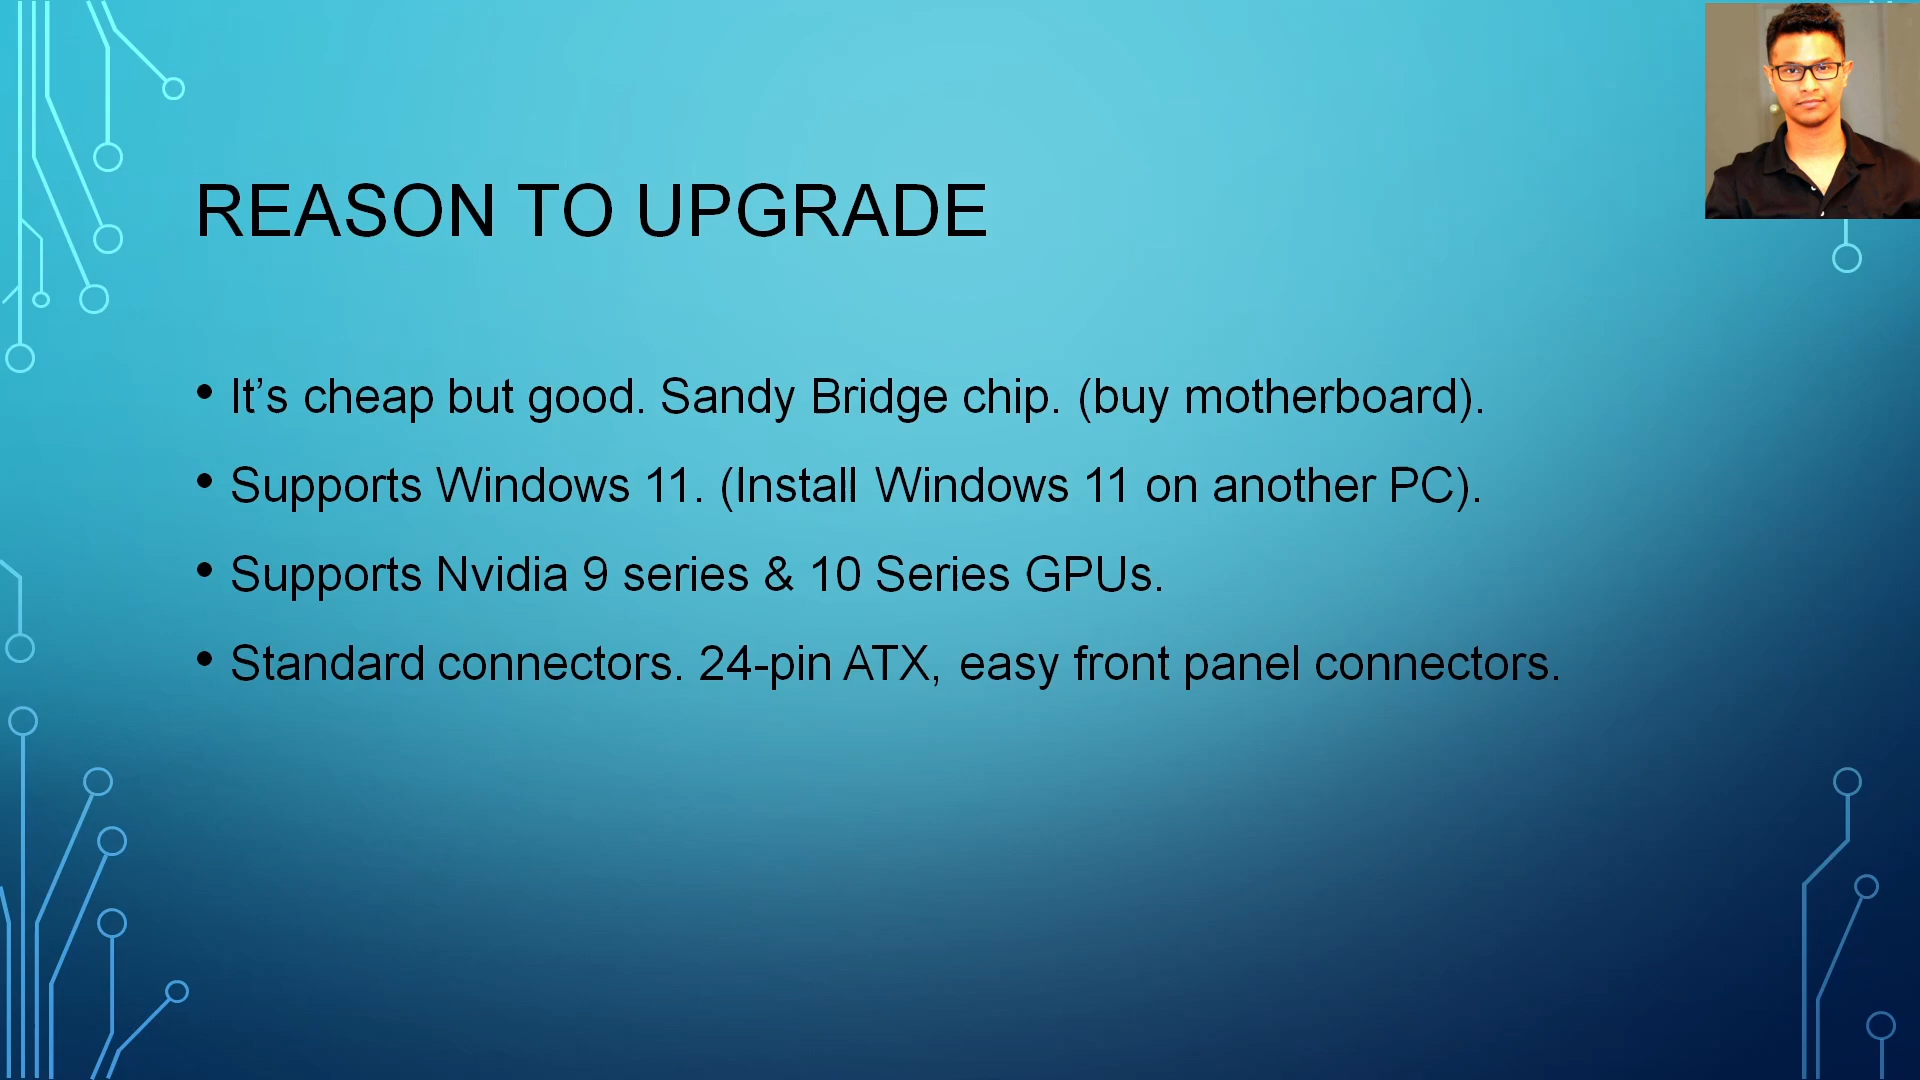 REASON TO UPGRADE
• It’s cheap but good. Sandy Bridge chip. (buy motherboard).
• Supports Windows 11. (Install Windows 11 on another PC).
• Supports Nvidia 9 series & 10 Series GPUs.
• Standard connectors. 24-pin ATX, easy front panel connectors.